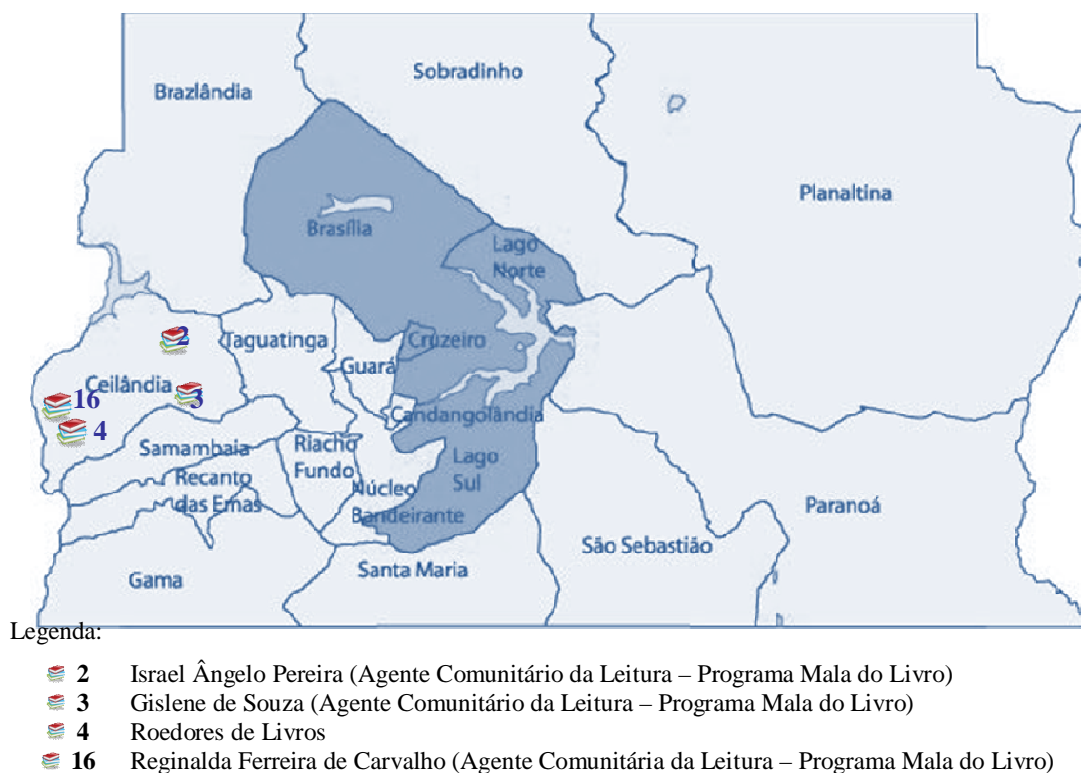 Sobradinho
Brazlândia
Planaltina
Brasília
Lago
Norte
2
Taguatinga
Cruzeiro
Guará
Ceilândia
3
16
Candangolândia
4
Samambaia
Riacho
Fundo
Lago
Sul
Recanto
das Emas
Núcleo
Bandeirante
Paranoá
São Sebastião
Gama
Santa Maria
Legenda:
2 Israel Ângelo Pereira (Agente Comunitário da Leitura – Programa Mala do Livro)
3 Gislene de Souza (Agente Comunitário da Leitura – Programa Mala do Livro)
4 Roedores de Livros
16 Reginalda Ferreira de Carvalho (Agente Comunitária da Leitura – Programa Mala do Livro)